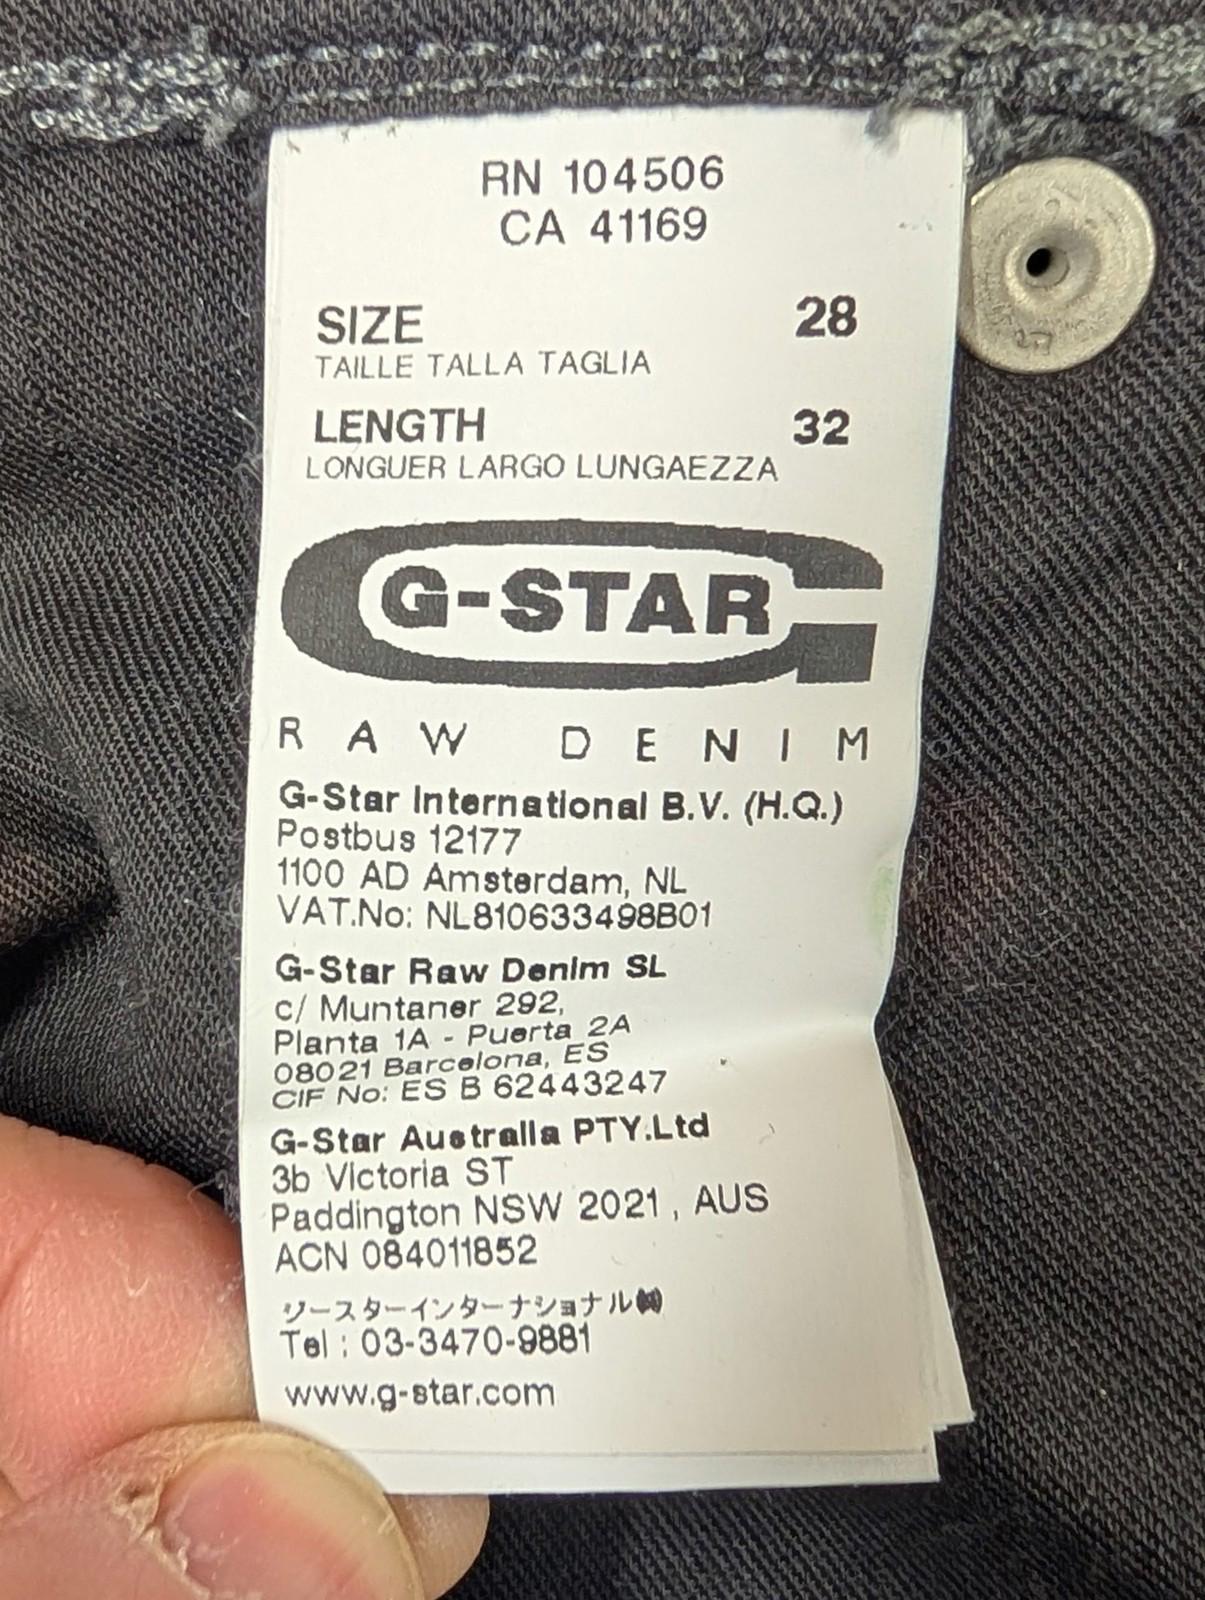 RN 104506
CA 41169
SIZE 28
TAILLE TALLA TAGLIA
LENGTH 32
LONGUER LARGO LUNGAEZZA
G-STAR
RAW DENIM
G-Star International B.V. (H.Q.)
Postbus 12177
1100 AD Amsterdam, NL
VAT.No: NL810633498B01
G-Star Raw Denim SL
c/ Muntaner 292,
Planta 1A - Puerta 2A
08021 Barcelona, ES
CIF No: ES B 62443247
G-Star Australia PTY.Ltd
3b Victoria ST
Paddington NSW 2021, AUS
ACN 084011852
ジースターインターナショナル㈱
Tel : 03-3470-9881
www.g-star.com